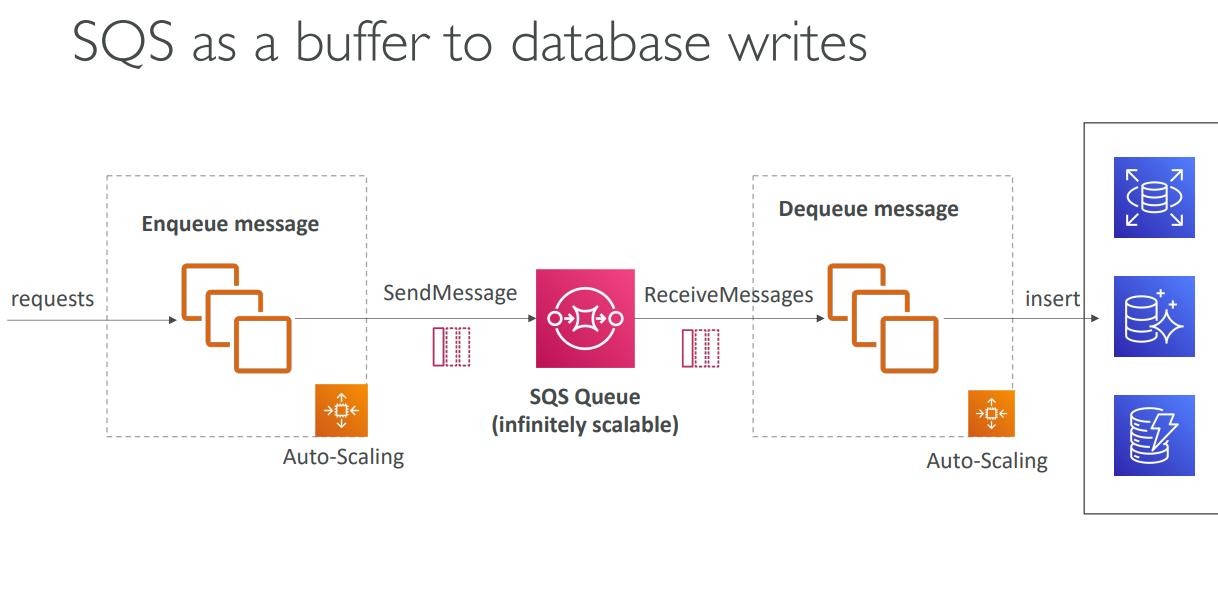 SQS as a buffer to database writes
Enqueue message
Dequeue message
requests
SendMessage
ReceiveMessages
insert
SQS Queue
(infinitely scalable)
Auto-Scaling
Auto-Scaling